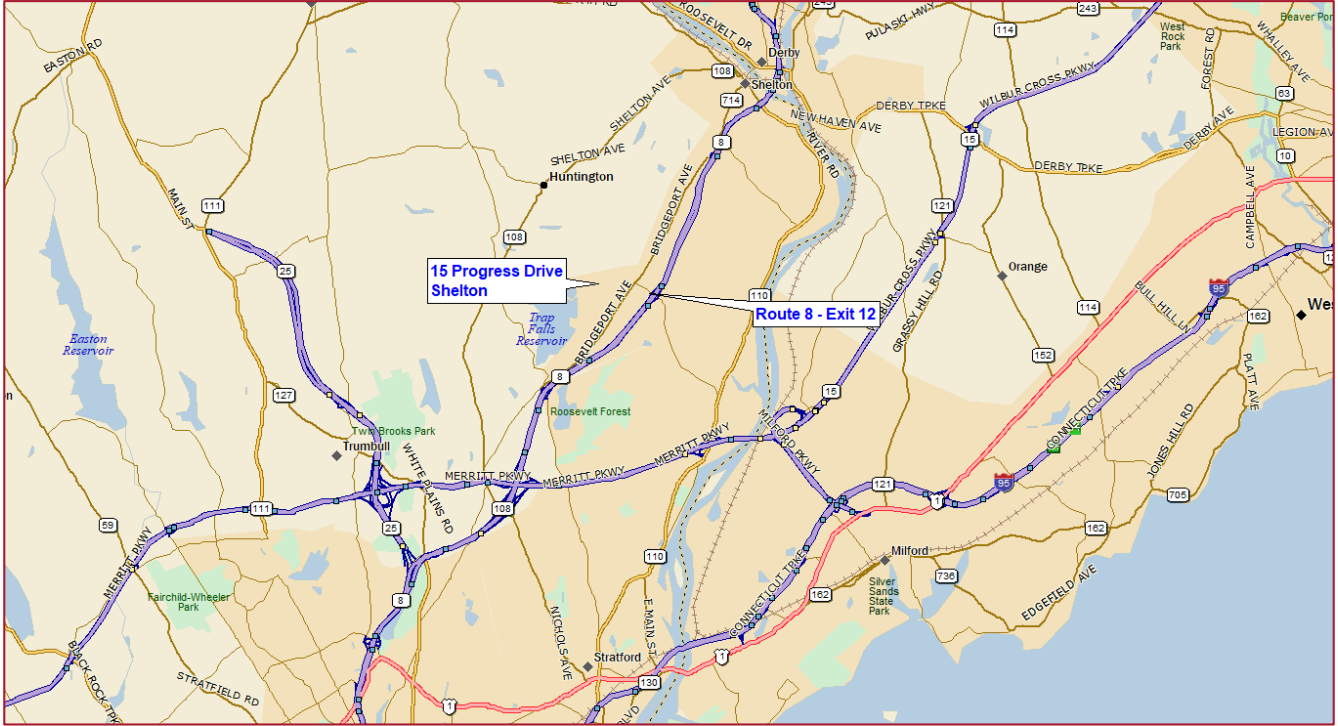 ROOSEVELT DR
243
PULASKI HWY
114
243
West
Rock
Park
FOREST RD
WHALLEY AVE
EASTON RD
Derby
108
Shelton
714
SHELTON AVE
WILBUR CROSS PKWY
63
DERBY TPKE
NEW HAVEN AVE
DERBY AVE
LEGION AV
15
10
8
RIVER RD
SHELTON AVE
DERBY TPKE
Huntington
MAIN ST
111
BRIDGEPORT AVE
121
CAMPBELL AVE
108
25
15 Progress Drive
Shelton
Orange
110
WILBUR CROSS PKWY
GRASSY HILL RD
BULL HILL LN
95
114
162
Route 8 - Exit 12
Trap
Falls
Reservoir
BRIDGEPORT AVE
Easton
Reservoir
152
PLATT AVE
8
127
15
Roosevelt Forest
CONNECTICUT TPKE
Twin Brooks Park
Trumbull
MILFORD PKWY
MERRITT PKWY
WHITE PLAINS RD
MERRITT PKWY
MERRITT PKWY
JONES HILL RD
121
95
1
705
111
108
59
25
162
110
Milford
MERRITT PKWY
736
Silver
Sands
State
Park
EDGEFIELD AVE
Fairchild-Wheeler
Park
8
162
CONNECTICUT TPKE
NICHOLS AVE
E MAIN ST
BLACK ROCK TPK
Stratford
1
STRATFIELD RD
130
1
BLVD